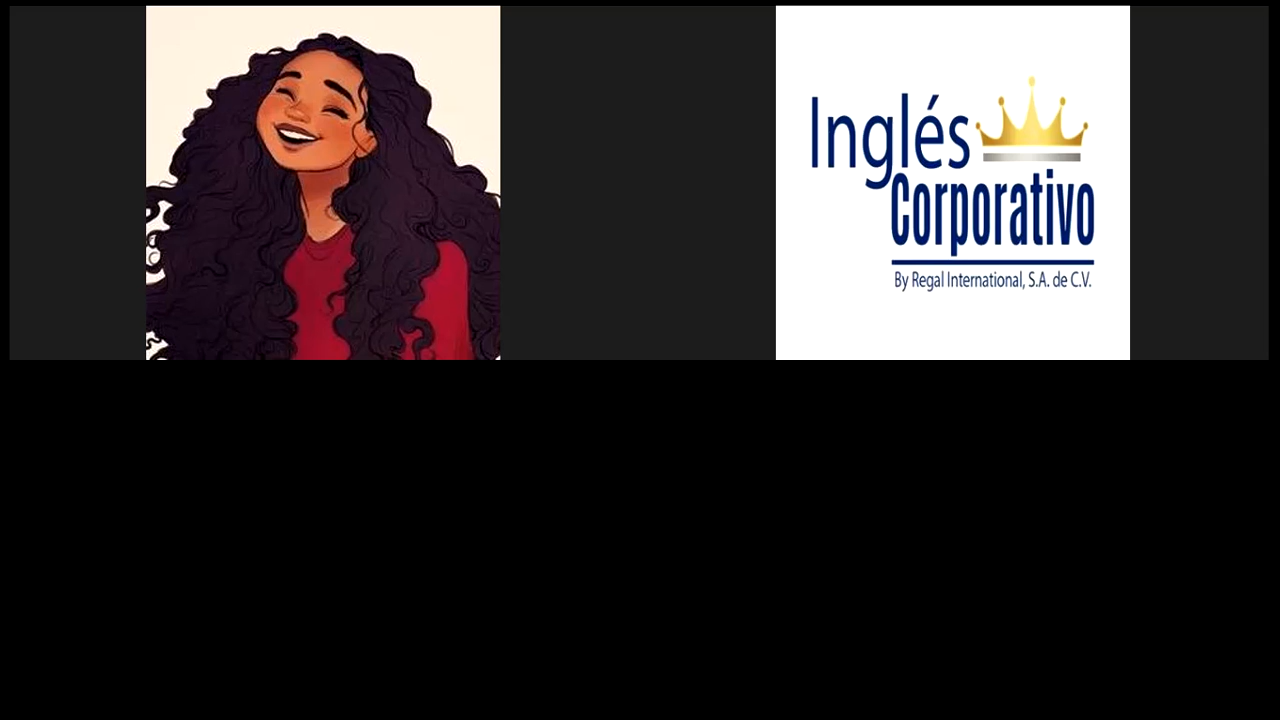 Inglés
Corporativo
By Regal International, S.A. de C.V.